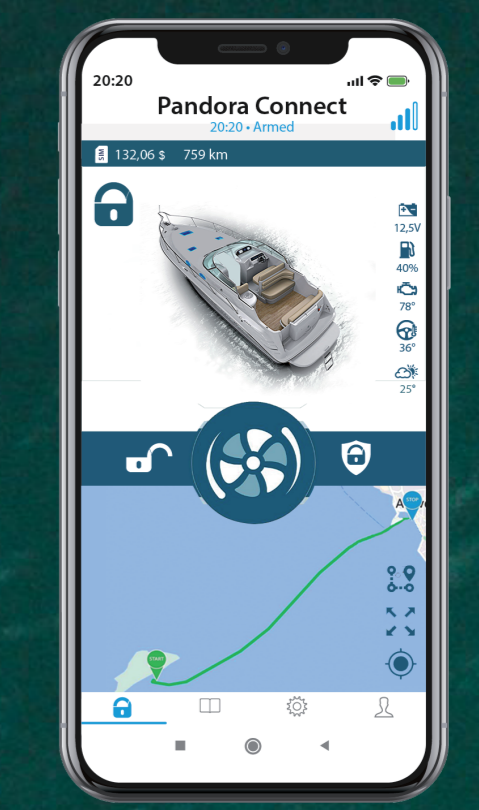 20:20
Pandora Connect
20:20 • Armed
SIM 132,06 $ 759 km
12,5V
40%
78°
36°
25°
STOP
START